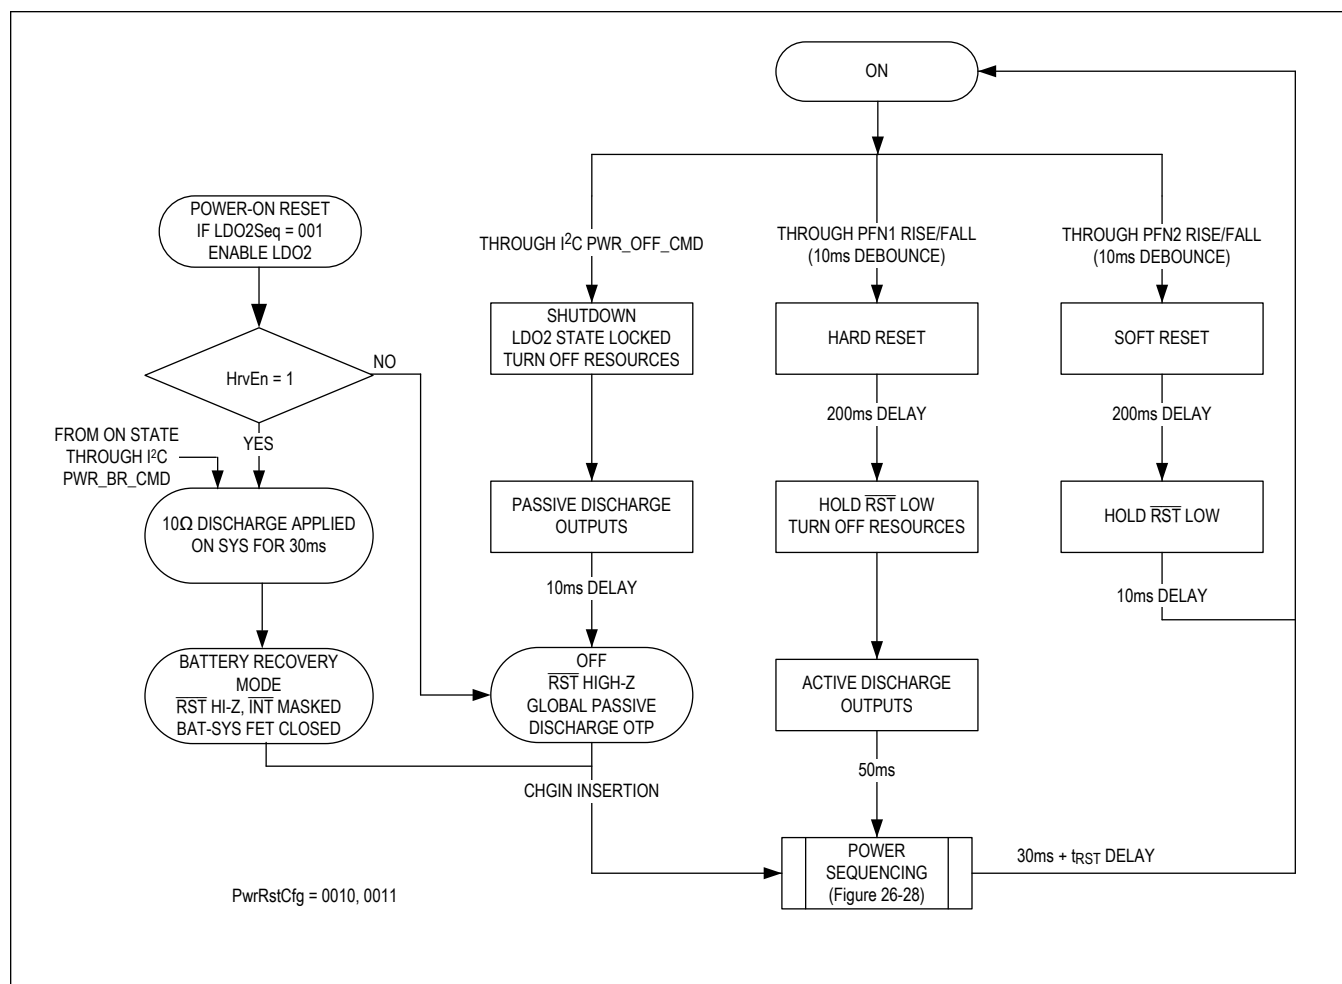 ON
POWER-ON RESET
IF LDO2Seq = 001
ENABLE LDO2
HrvEn = 1
NO
YES
FROM ON STATE
THROUGH I²C
PWR_BR_CMD
10Ω DISCHARGE APPLIED
ON SYS FOR 30ms
BATTERY RECOVERY
MODE
R̅S̅T̅ HI-Z, I̅N̅T̅ MASKED
BAT-SYS FET CLOSED
THROUGH I²C PWR_OFF_CMD
SHUTDOWN
LDO2 STATE LOCKED
TURN OFF RESOURCES
PASSIVE DISCHARGE
OUTPUTS
10ms DELAY
OFF
R̅S̅T̅ HIGH-Z
GLOBAL PASSIVE
DISCHARGE OTP
CHGIN INSERTION
THROUGH PFN1 RISE/FALL
(10ms DEBOUNCE)
HARD RESET
200ms DELAY
HOLD R̅S̅T̅ LOW
TURN OFF RESOURCES
ACTIVE DISCHARGE
OUTPUTS
50ms
POWER
SEQUENCING
(Figure 26-28)
THROUGH PFN2 RISE/FALL
(10ms DEBOUNCE)
SOFT RESET
200ms DELAY
HOLD R̅S̅T̅ LOW
10ms DELAY
30ms + tRST DELAY
PwrRstCfg = 0010, 0011